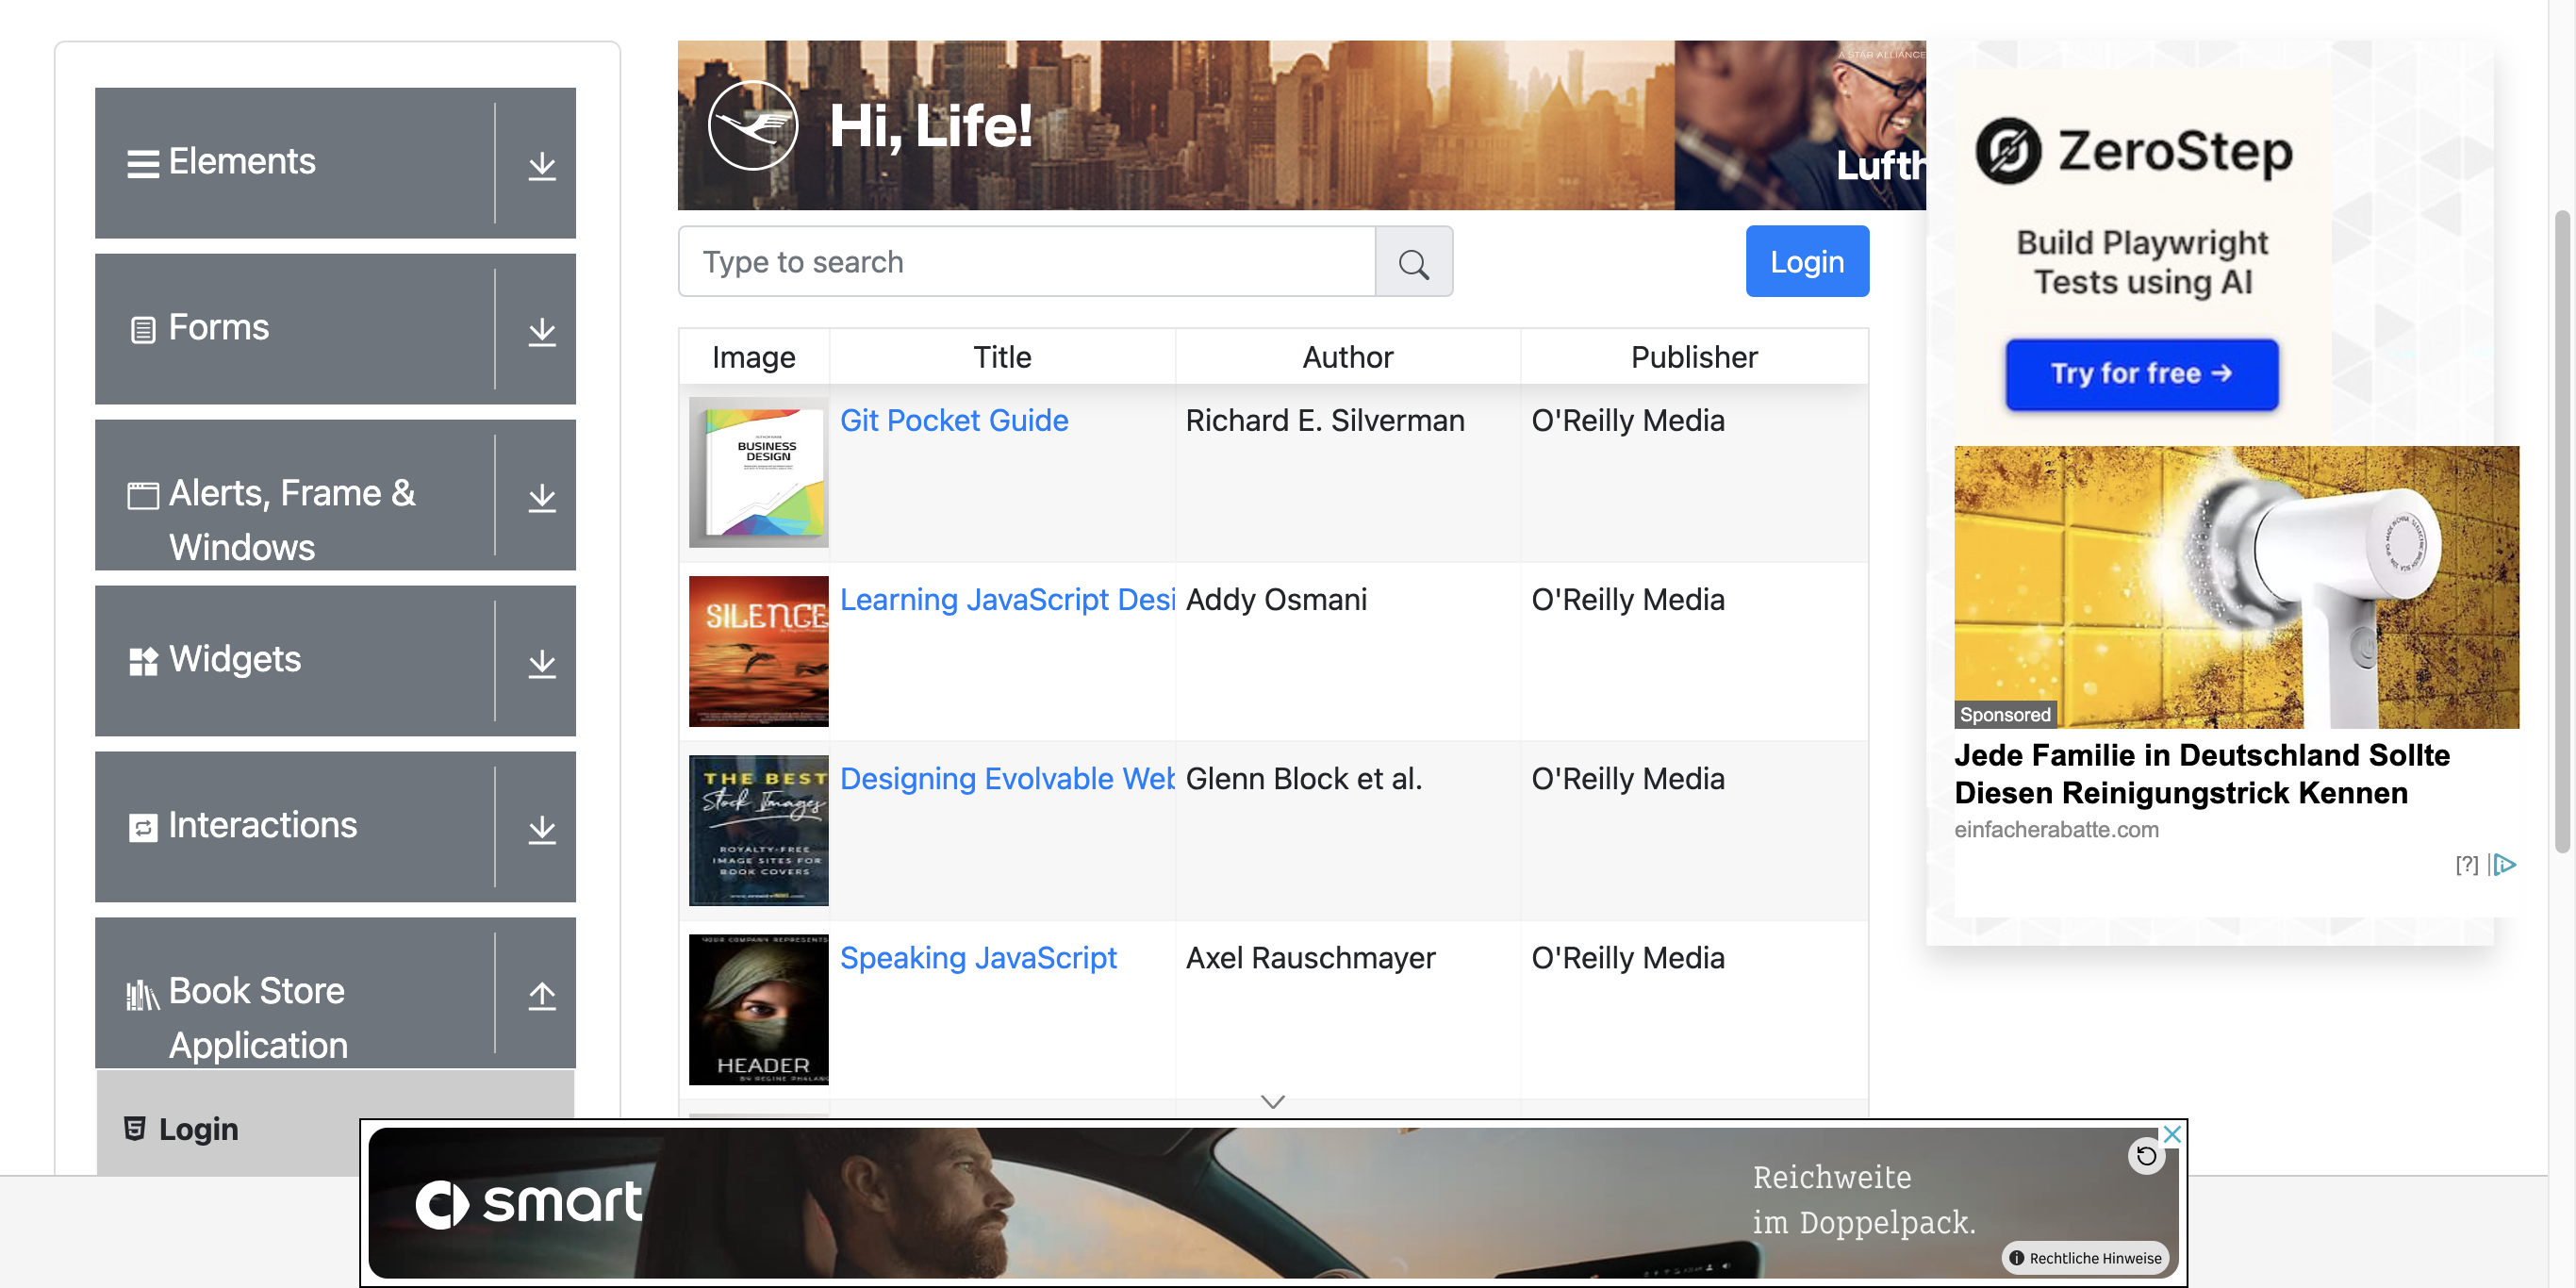 Elements
Forms
Alerts, Frame &
Windows
Widgets
Interactions
Book Store
Application
Login
Hi, Life!
A STAR ALLIANCE
Lufth
Type to search
Login
Image Title Author Publisher
BUSINESS
DESIGN
Git Pocket Guide Richard E. Silverman O'Reilly Media
SILENCE
Learning JavaScript Desi Addy Osmani O'Reilly Media
THE BEST
Stock Images
ROYALTY-FREE
IMAGE SITES FOR
BOOK COVERS
Designing Evolvable Web Glenn Block et al. O'Reilly Media
YOUR COMPANY REPRESENTS
HEADER
Speaking JavaScript Axel Rauschmayer O'Reilly Media
ZeroStep
Build Playwright
Tests using AI
Try for free →
Sponsored
Jede Familie in Deutschland Sollte
Diesen Reinigungstrick Kennen
einfacherabatte.com
[?]
smart
Reichweite
im Doppelpack.
Rechtliche Hinweise